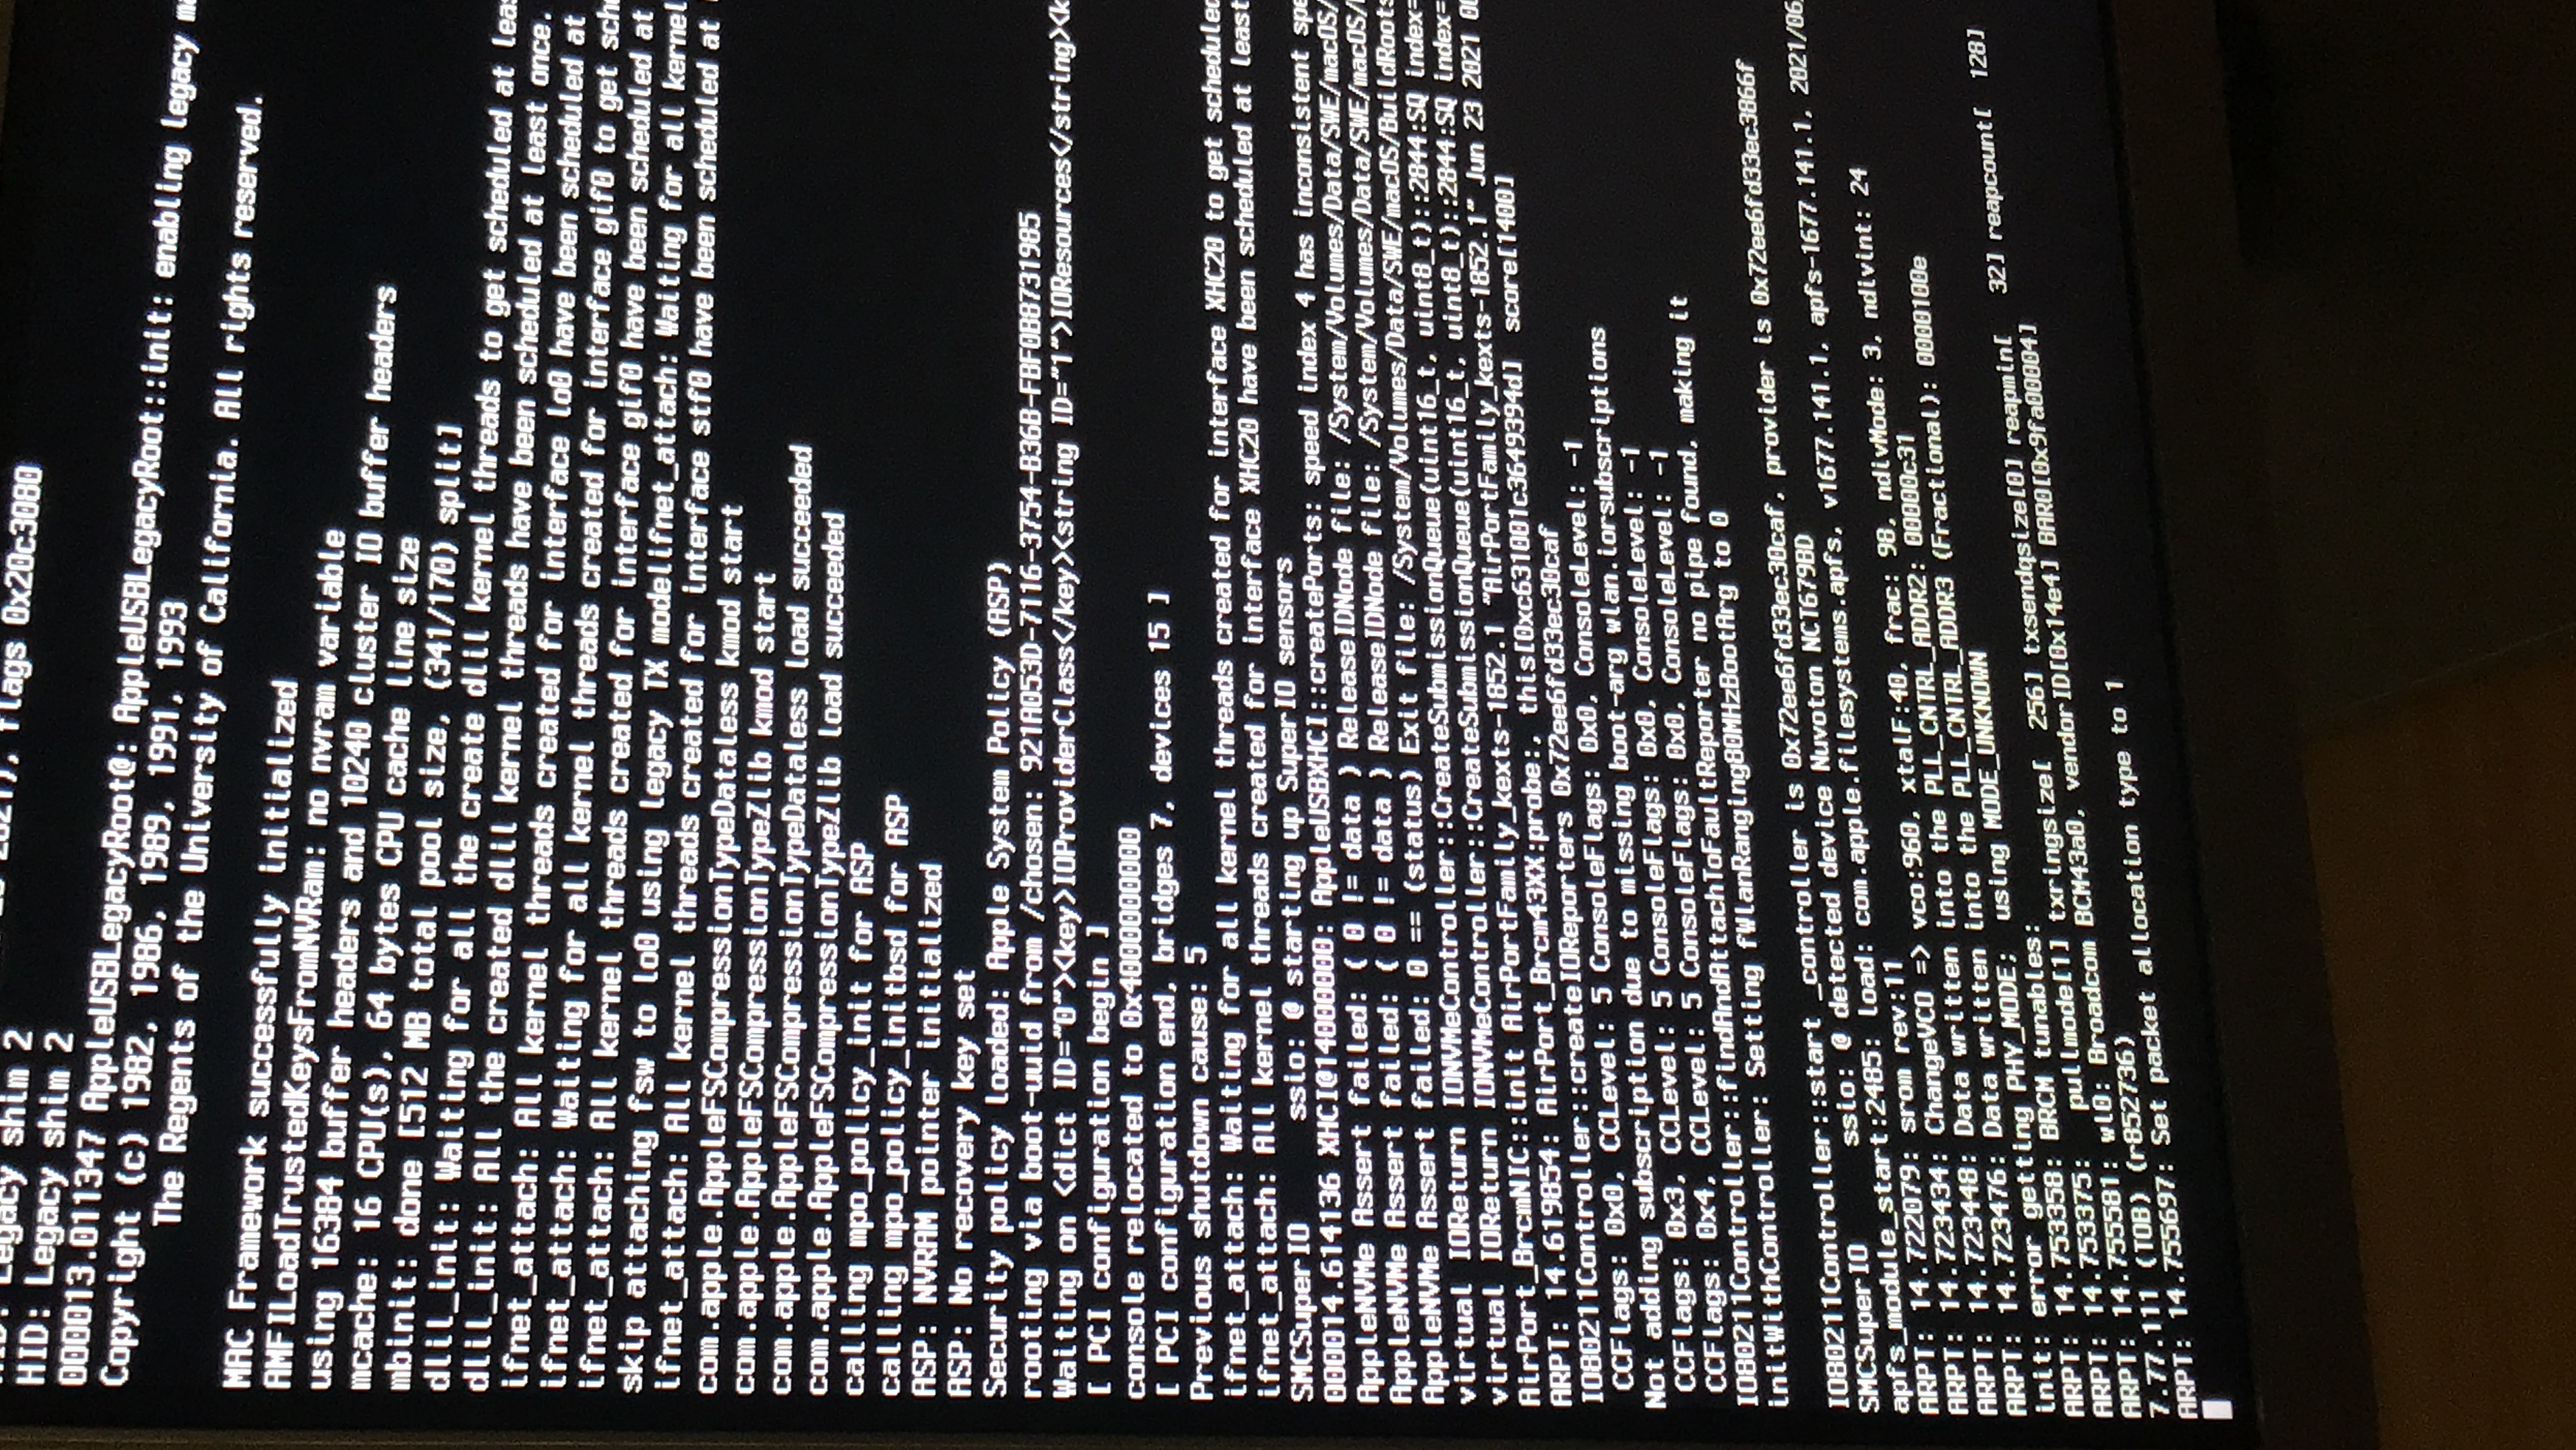 HID: Legacy shim 2
2021), flags 0x20c3080
HID: Legacy shim 2
000013.011347 AppleUSBLegacyRoot@: AppleUSBLegacyRoot::init: enabling legacy
Copyright (c) 1982, 1986, 1989, 1991, 1993
The Regents of the University of California. All rights reserved.
MAC Framework successfully initialized
AMFILoadTrustedKeysFromNVRam: no nvram variable
using 16384 buffer headers and 10240 cluster IO buffer headers
mcache: 16 CPU(s), 64 bytes CPU cache line size
mbinit: done [512 MB total pool size, (341/170) split]
dlil_init: Waiting for all the create dlil kernel threads to get scheduled at
dlil_init: All the created dlil kernel threads have been scheduled at least once.
ifnet_attach: All kernel threads created for interface lo0 have been scheduled at
ifnet_attach: Waiting for all kernel threads created for interface gif0 to get
ifnet_attach: All kernel threads created for interface gif0 have been scheduled at
skip attaching fsw to lo0 using legacy TX modelifnet_attach: Waiting for all kernel
ifnet_attach: All kernel threads created for interface stf0 have been scheduled at
com.apple.AppleFSCompressionTypeDataless kmod start
com.apple.AppleFSCompressionTypeZlib kmod start
com.apple.AppleFSCompressionTypeDataless load succeeded
com.apple.AppleFSCompressionTypeZlib load succeeded
calling mpo_policy_init for ASP
calling mpo_policy_initbsd for ASP
ASP: NVRAM pointer initialized
ASP: No recovery key set
Security policy loaded: Apple System Policy (ASP)
rooting via boot-uuid from /chosen: 921A053D-7116-3754-B36B-FBF0B8731985
Waiting on <dict ID="0"><key>IOProviderClass</key><string ID="1">IOResources</string><k
[ PCI configuration begin ]
console relocated to 0x4000000000
[ PCI configuration end, bridges 7, devices 15 ]
Previous shutdown cause: 5
ifnet_attach: Waiting for all kernel threads created for interface XHC20 to get scheduled
ifnet_attach: All kernel threads created for interface XHC20 have been scheduled at least
SMCSuperIO ssio: @ starting up SuperIO sensors
000014.614136 XHCI@14000000: AppleUSBXHCI::createPorts: speed index 4 has inconsistent
AppleNVMe Assert failed: ( 0 != data ) ReleaseIDNode file: /System/Volumes/Data/SWE/macOS/
AppleNVMe Assert failed: ( 0 != data ) ReleaseIDNode file: /System/Volumes/Data/SWE/macOS/
AppleNVMe Assert failed: 0 == (status) Exit file: /System/Volumes/Data/SWE/macOS/BuildRoots
virtual IOReturn IONVMeController::CreateSubmissionQueue(uint16_t, uint8_t)::2844:SQ index=
virtual IOReturn IONVMeController::CreateSubmissionQueue(uint16_t, uint8_t)::2844:SQ index=
AirPort_BrcmNIC::init AirPortFamily_kexts-1852.1 "AirPortFamily_kexts-1852.1" Jun 23 2021
ARPT: 14.619854: AirPort_Brcm43XX:probe:, this[0xc631001c3649394d] score[1400]
IO80211Controller::createIOReporters 0x72ee6fd33ec30caf
CCFlags: 0x0, CCLevel: 5 ConsoleFlags: 0x0, ConsoleLevel: -1
Not adding subscription due to missing boot-arg wlan.iorsubscriptions
CCFlags: 0x3, CCLevel: 5 ConsoleFlags: 0x0, ConsoleLevel: -1
CCFlags: 0x4, CCLevel: 5 ConsoleFlags: 0x0, ConsoleLevel: -1
IO80211Controller::findAndAttachToFaultReporter no pipe found, making it
initWithController: Setting fWlanRanging80MHzBootArg to 0
IO80211Controller::start _controller is 0x72ee6fd33ec30caf, provider is 0x72ee6fd33ec3866f
SMCSuperIO ssio: @ detected device Nuvoton NCT679BD
apfs_module_start:2485: load: com.apple.filesystems.apfs, v1677.141.1, apfs-1677.141.1, 2021/06
ARPT: 14.722079: srom rev:11
ARPT: 14.723434: ChangeVCO => vco:960, xtalF:40, frac: 98, ndivMode: 3, ndivint: 24
ARPT: 14.723448: Data written into the PLL_CNTRL_ADDR2: 00000c31
ARPT: 14.723476: Data written into the PLL_CNTRL_ADDR3 (Fractional): 0000100e
init: error getting PHY_MODE; using MODE_UNKNOWN
ARPT: 14.753358: BRCM tunables:
ARPT: 14.753375: pullmode[1] txringsize[ 256] txsendqsize[0] reapmin[ 32] reapcount[ 128]
ARPT: 14.755581: wl0: Broadcom BCM43a0, vendorID[0x14e4] BAR0[0x9fa00004]
7.77.111 (TOB) (r852736)
ARPT: 14.755697: Set packet allocation type to 1